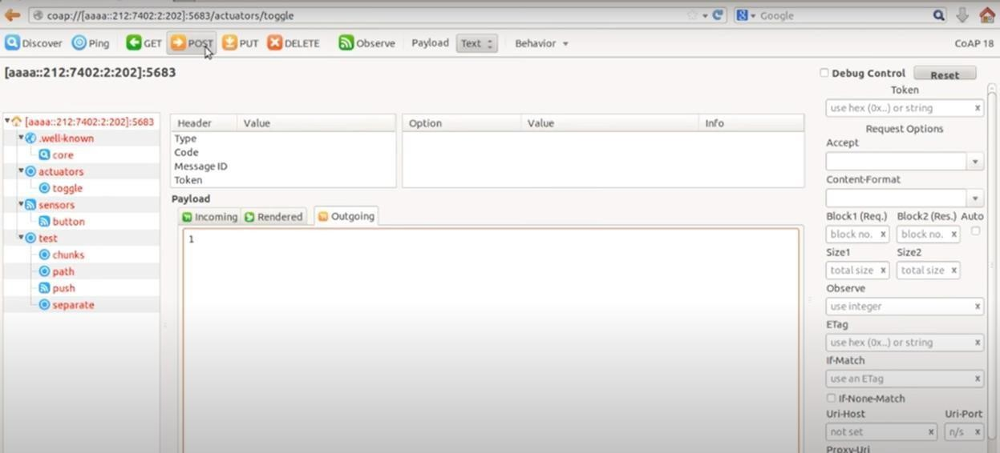 coap://[aaaa::212:7402:2:202]:5683/actuators/toggle
Google
Discover Ping GET POST PUT DELETE Observe Payload Text Behavior CoAP 18
[aaaa::212:7402:2:202]:5683
Debug Control Reset
[aaaa::212:7402:2:202]:5683
.well-known
core
actuators
toggle
sensors
button
test
chunks
path
push
separate
Header Value
Type
Code
Message ID
Token
Option Value Info
Payload
Incoming Rendered Outgoing
1
Token
use hex (0x..) or string x
Request Options
Accept
Content-Format
Block1 (Req.) Block2 (Res.) Auto
block no. x block no. x
Size1 Size2
total size x total size x
Observe
use integer x
ETag
use hex (0x..) or string x
If-Match
use an ETag x
If-None-Match
Uri-Host Uri-Port
not set x n/s x
Proxy-Uri